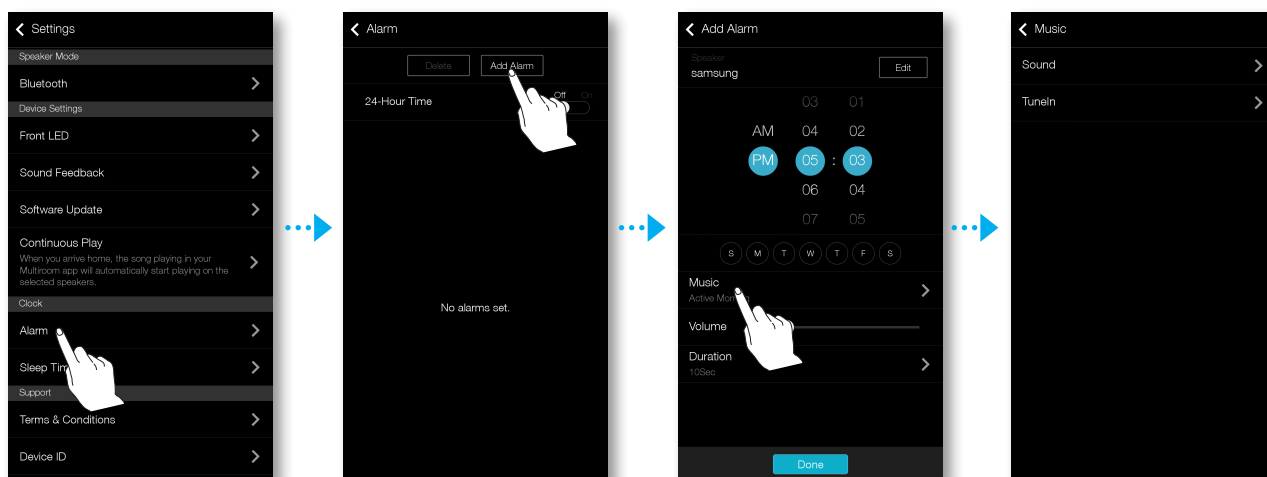 Settings
Speaker Mode
Bluetooth
Device Settings
Front LED
Sound Feedback
Software Update
Continuous Play
When you arrive home, the song playing in your
Multiroom app will automatically start playing on the
selected speakers.
Clock
Alarm
Sleep
Support
Terms & Conditions
Device ID
Alarm
Delete Add Alarm
24-Hour Time Off On
No alarms set.
Add Alarm
Speaker
samsung Edit
03 01
AM 04 02
PM 05 : 03
06 04
07 05
S M T W T F S
Music
Active
Volume
Duration
10Sec
Done
Music
Sound
TuneIn